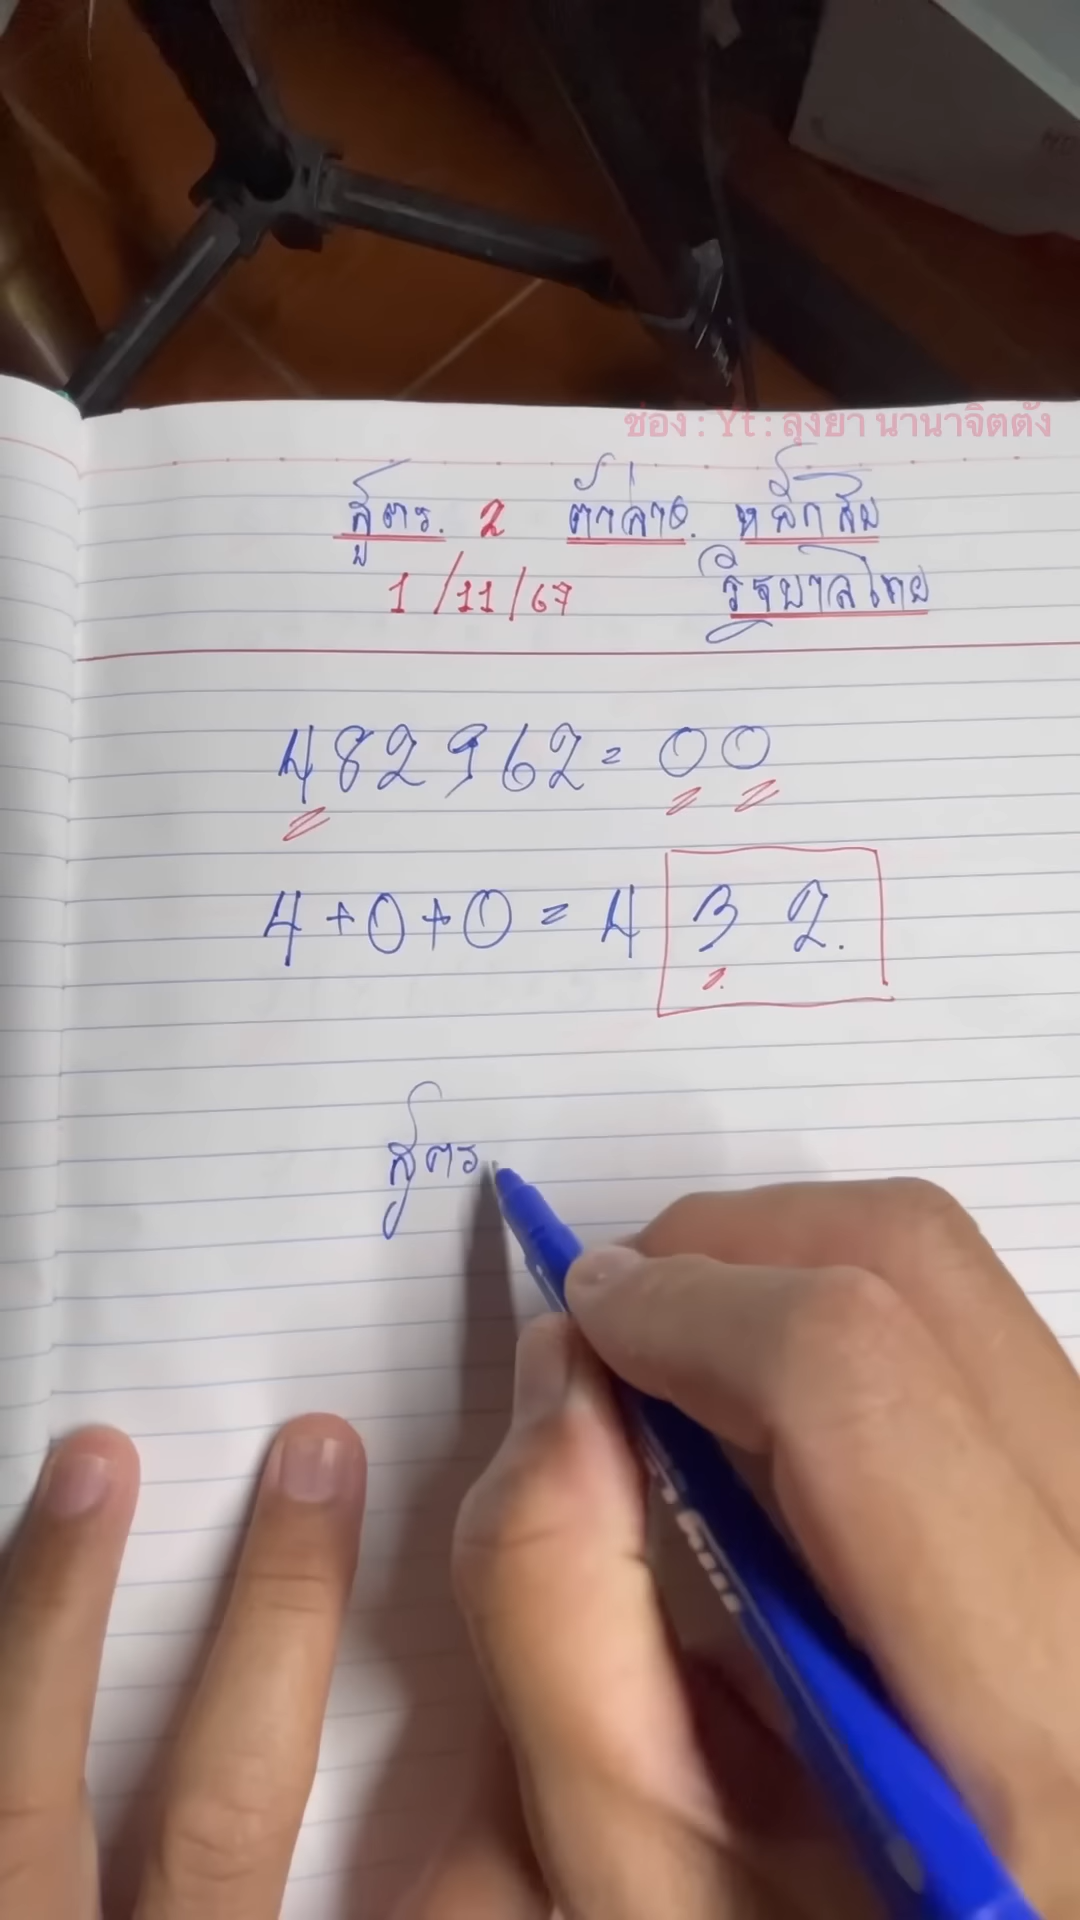 ช่อง : Yt : ลุงยา นานาจิตตัง
สูตร. 2 ตัวล่าง. หลักสิบ
1/11/67 รัฐบาลไทย
482962 = 00
4+0+0 = 4 3 2.
สูตร